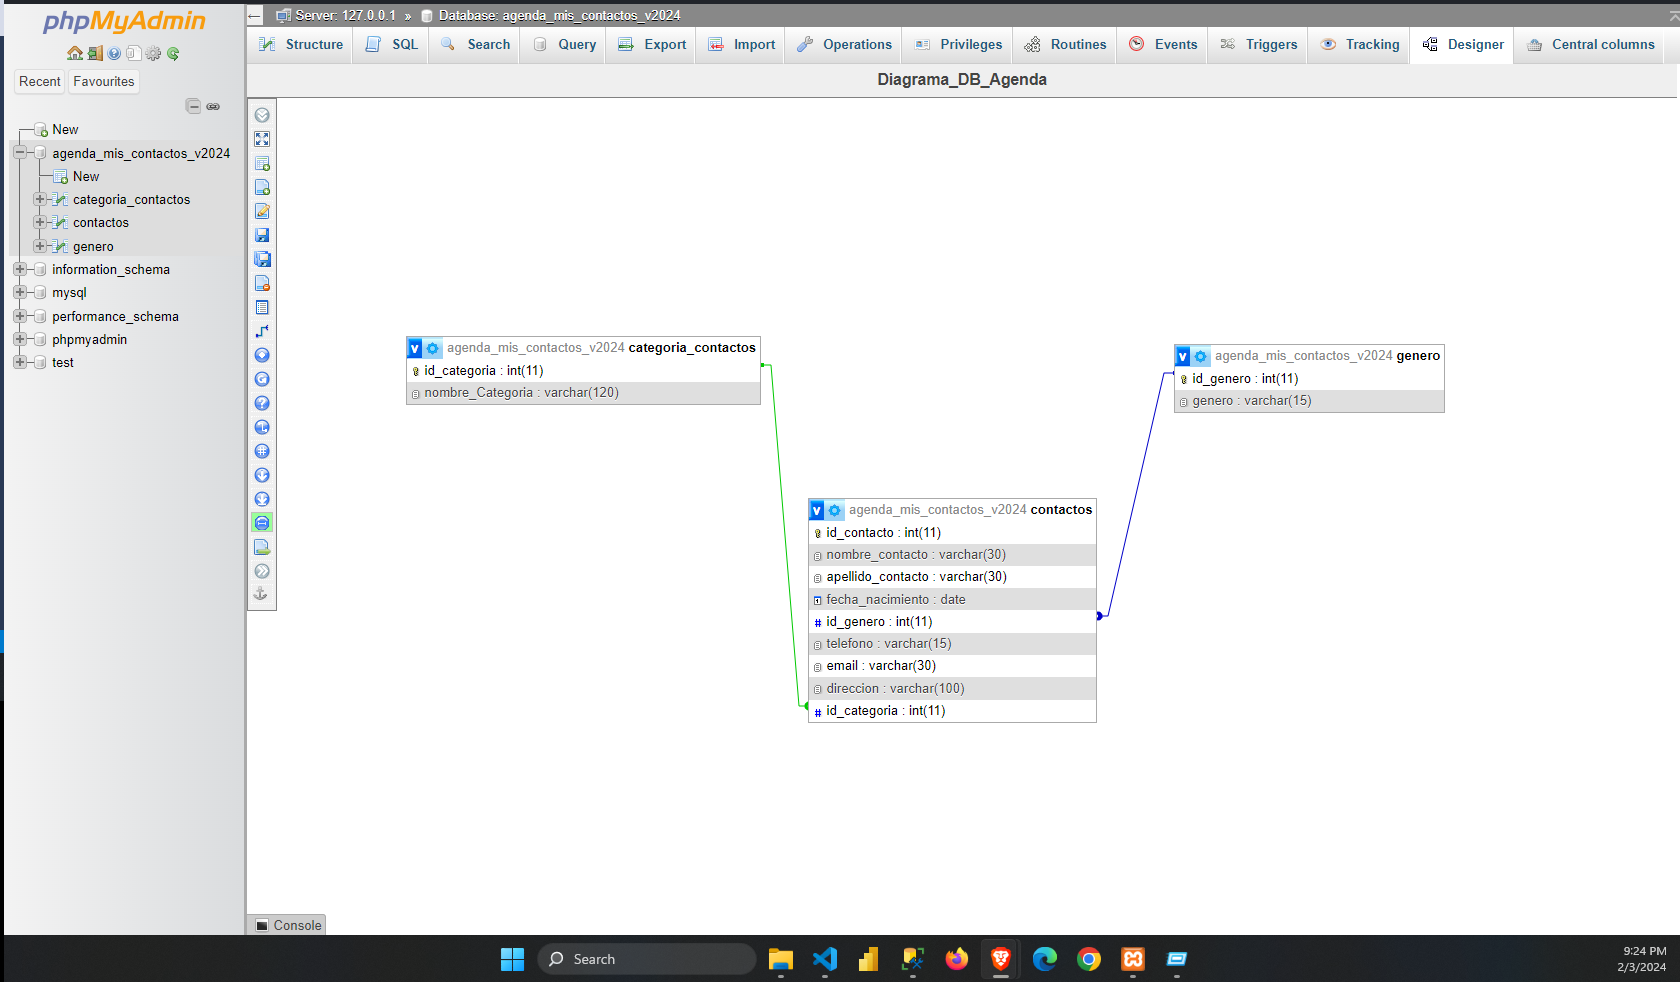 phpMyAdmin
Recent
Favourites
New
agenda_mis_contactos_v2024
New
categoria_contactos
contactos
genero
information_schema
mysql
performance_schema
phpmyadmin
test
Server: 127.0.0.1 » Database: agenda_mis_contactos_v2024
Structure
SQL
Search
Query
Export
Import
Operations
Privileges
Routines
Events
Triggers
Tracking
Designer
Central columns
Diagrama_DB_Agenda
v agenda_mis_contactos_v2024 categoria_contactos
id_categoria : int(11)
nombre_Categoria : varchar(120)
v agenda_mis_contactos_v2024 genero
id_genero : int(11)
genero : varchar(15)
v agenda_mis_contactos_v2024 contactos
id_contacto : int(11)
nombre_contacto : varchar(30)
apellido_contacto : varchar(30)
fecha_nacimiento : date
# id_genero : int(11)
telefono : varchar(15)
email : varchar(30)
direccion : varchar(100)
# id_categoria : int(11)
Console
Search
9:24 PM
2/3/2024